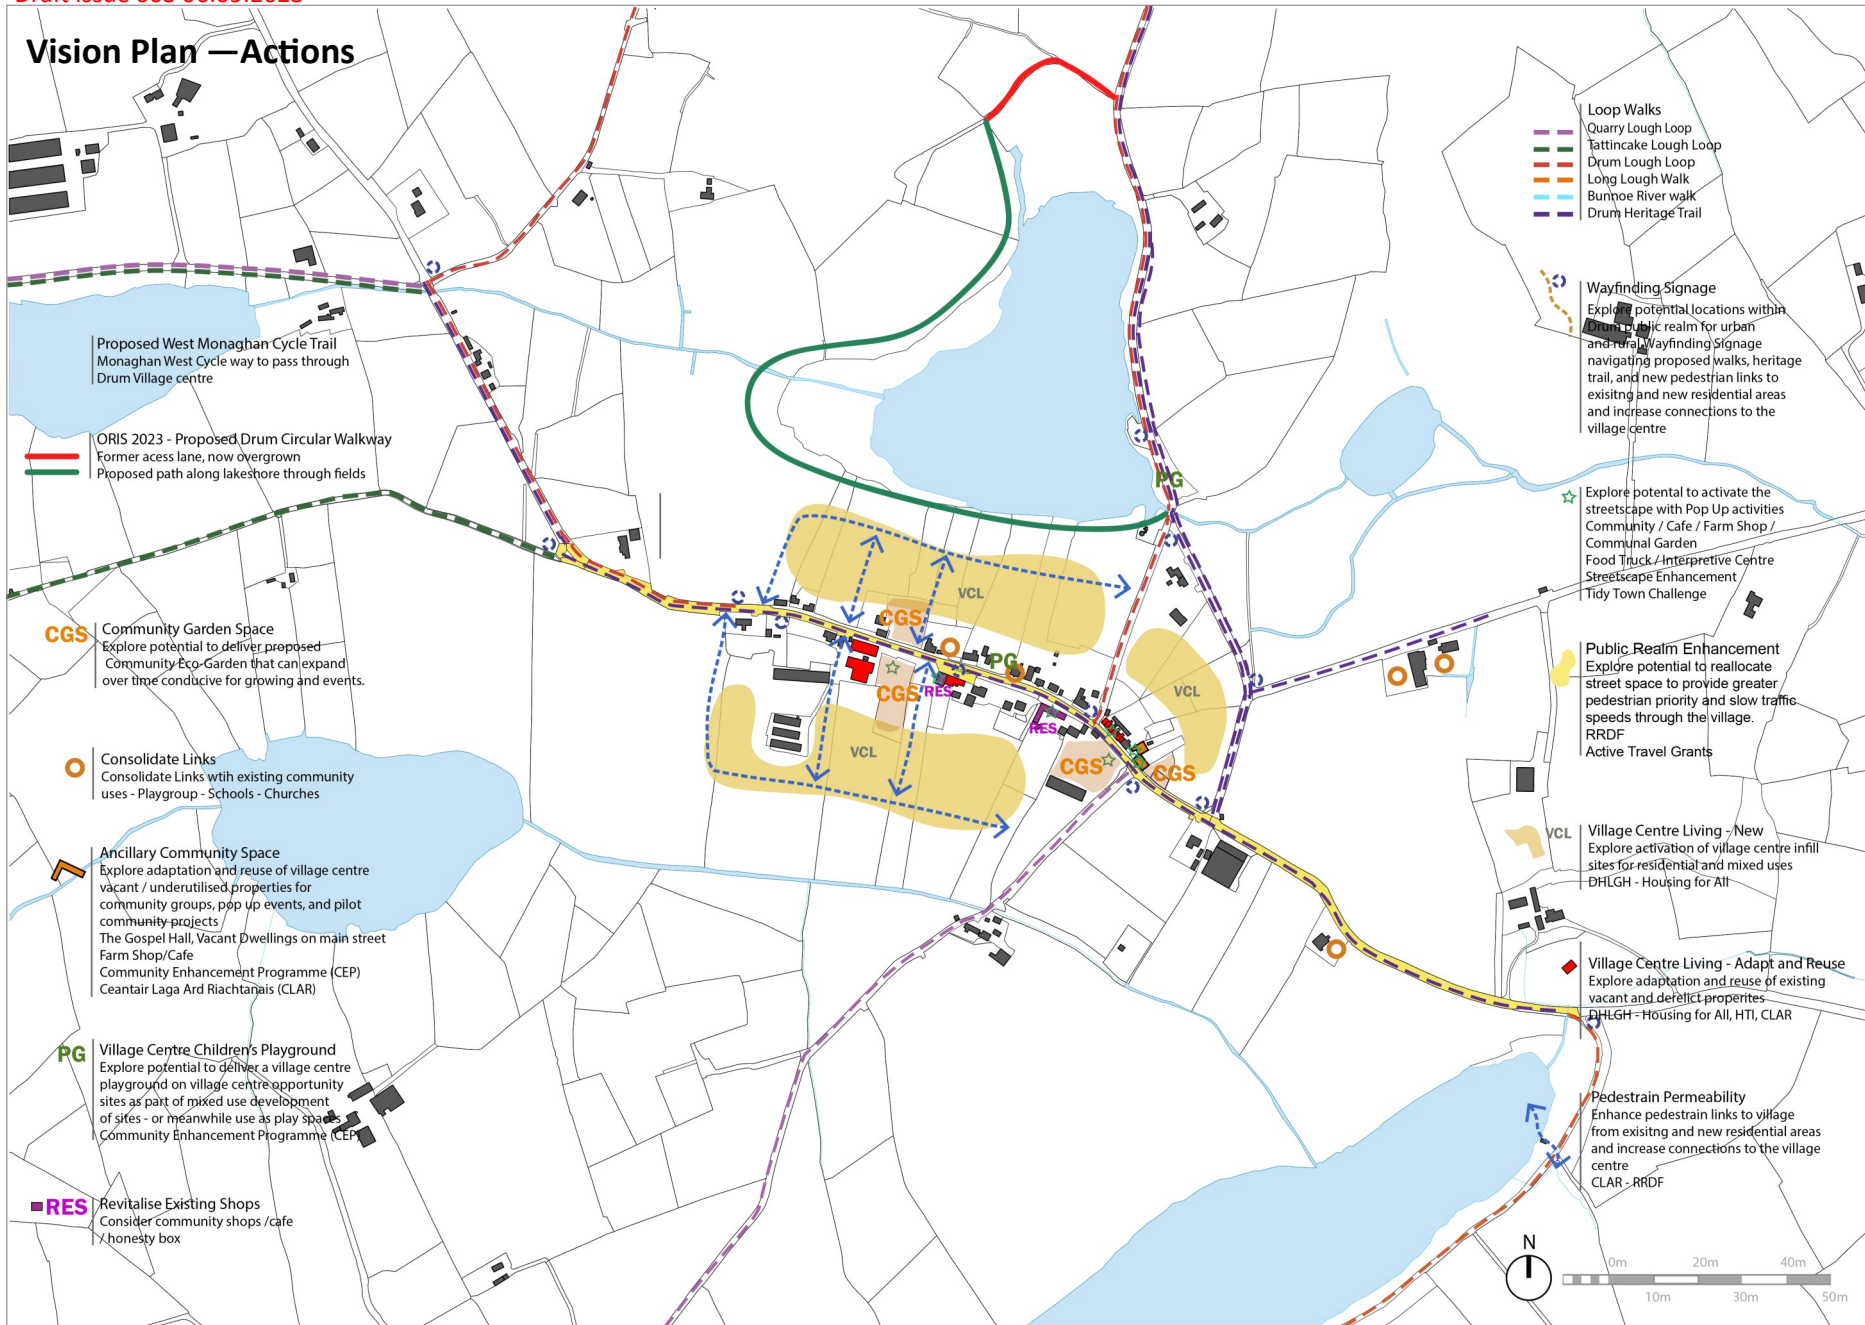 Vision Plan —Actions
Proposed West Monaghan Cycle Trail
Monaghan West Cycle way to pass through
Drum Village centre
ORIS 2023 - Proposed Drum Circular Walkway
Former acess lane, now overgrown
Proposed path along lakeshore through fields
CGS
Community Garden Space
Explore potential to deliver proposed
Community Eco-Garden that can expand
over time conducive for growing and events.
Consolidate Links
Consolidate Links wtih existing community
uses - Playgroup - Schools - Churches
Ancillary Community Space
Explore adaptation and reuse of village centre
vacant / underutilised properties for
community groups, pop up events, and pilot
community projects
The Gospel Hall, Vacant Dwellings on main street
Farm Shop/Cafe
Community Enhancement Programme (CEP)
Ceantair Laga Ard Riachtanais (CLAR)
PG
Village Centre Children's Playground
Explore potential to deliver a village centre
playground on village centre opportunity
sites as part of mixed use development
of sites - or meanwhile use as play spaces
Community Enhancement Programme (CEP)
RES
Revitalise Existing Shops
Consider community shops /cafe
/ honesty box
PG
VCL
CGS
PG
CGS
RES
VCL
RES
VCL
CGS
CGS
Loop Walks
Quarry Lough Loop
Tattincake Lough Loop
Drum Lough Loop
Long Lough Walk
Bunnoe River walk
Drum Heritage Trail
Wayfinding Signage
Explore potential locations within
Drum public realm for urban
and rural Wayfinding Signage
navigating proposed walks, heritage
trail, and new pedestrian links to
exisitng and new residential areas
and increase connections to the
village centre
Explore potental to activate the
streetscape with Pop Up activities
Community / Cafe / Farm Shop /
Communal Garden
Food Truck / Interpretive Centre
Streetscape Enhancement
Tidy Town Challenge
Public Realm Enhancement
Explore potential to reallocate
street space to provide greater
pedestrian priority and slow traffic
speeds through the village.
RRDF
Active Travel Grants
VCL
Village Centre Living - New
Explore activation of village centre infill
sites for residential and mixed uses
DHLGH - Housing for All
Village Centre Living - Adapt and Reuse
Explore adaptation and reuse of existing
vacant and derelict properites
DHLGH - Housing for All, HTI, CLAR
Pedestrain Permeability
Enhance pedestrain links to village
from exisitng and new residential areas
and increase connections to the village
centre
CLAR - RRDF
N
0m 20m 40m
10m 30m 50m